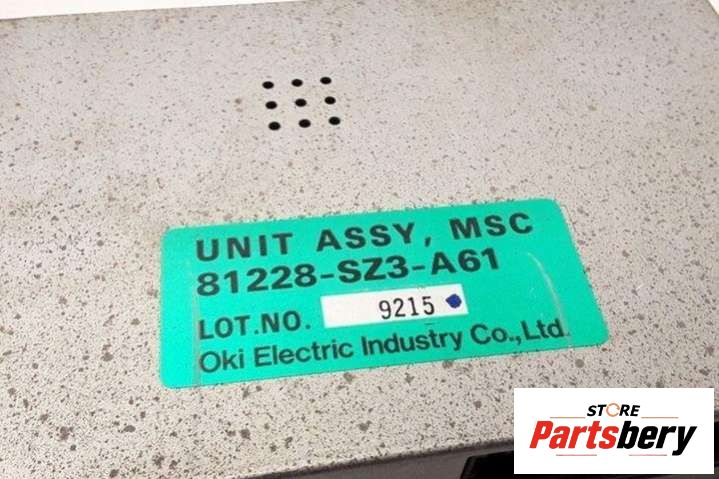 UNIT ASSY, MSC
81228-SZ3-A61
LOT.NO. 9215
Oki Electric Industry Co.,Ltd.
STORE
Partsbery